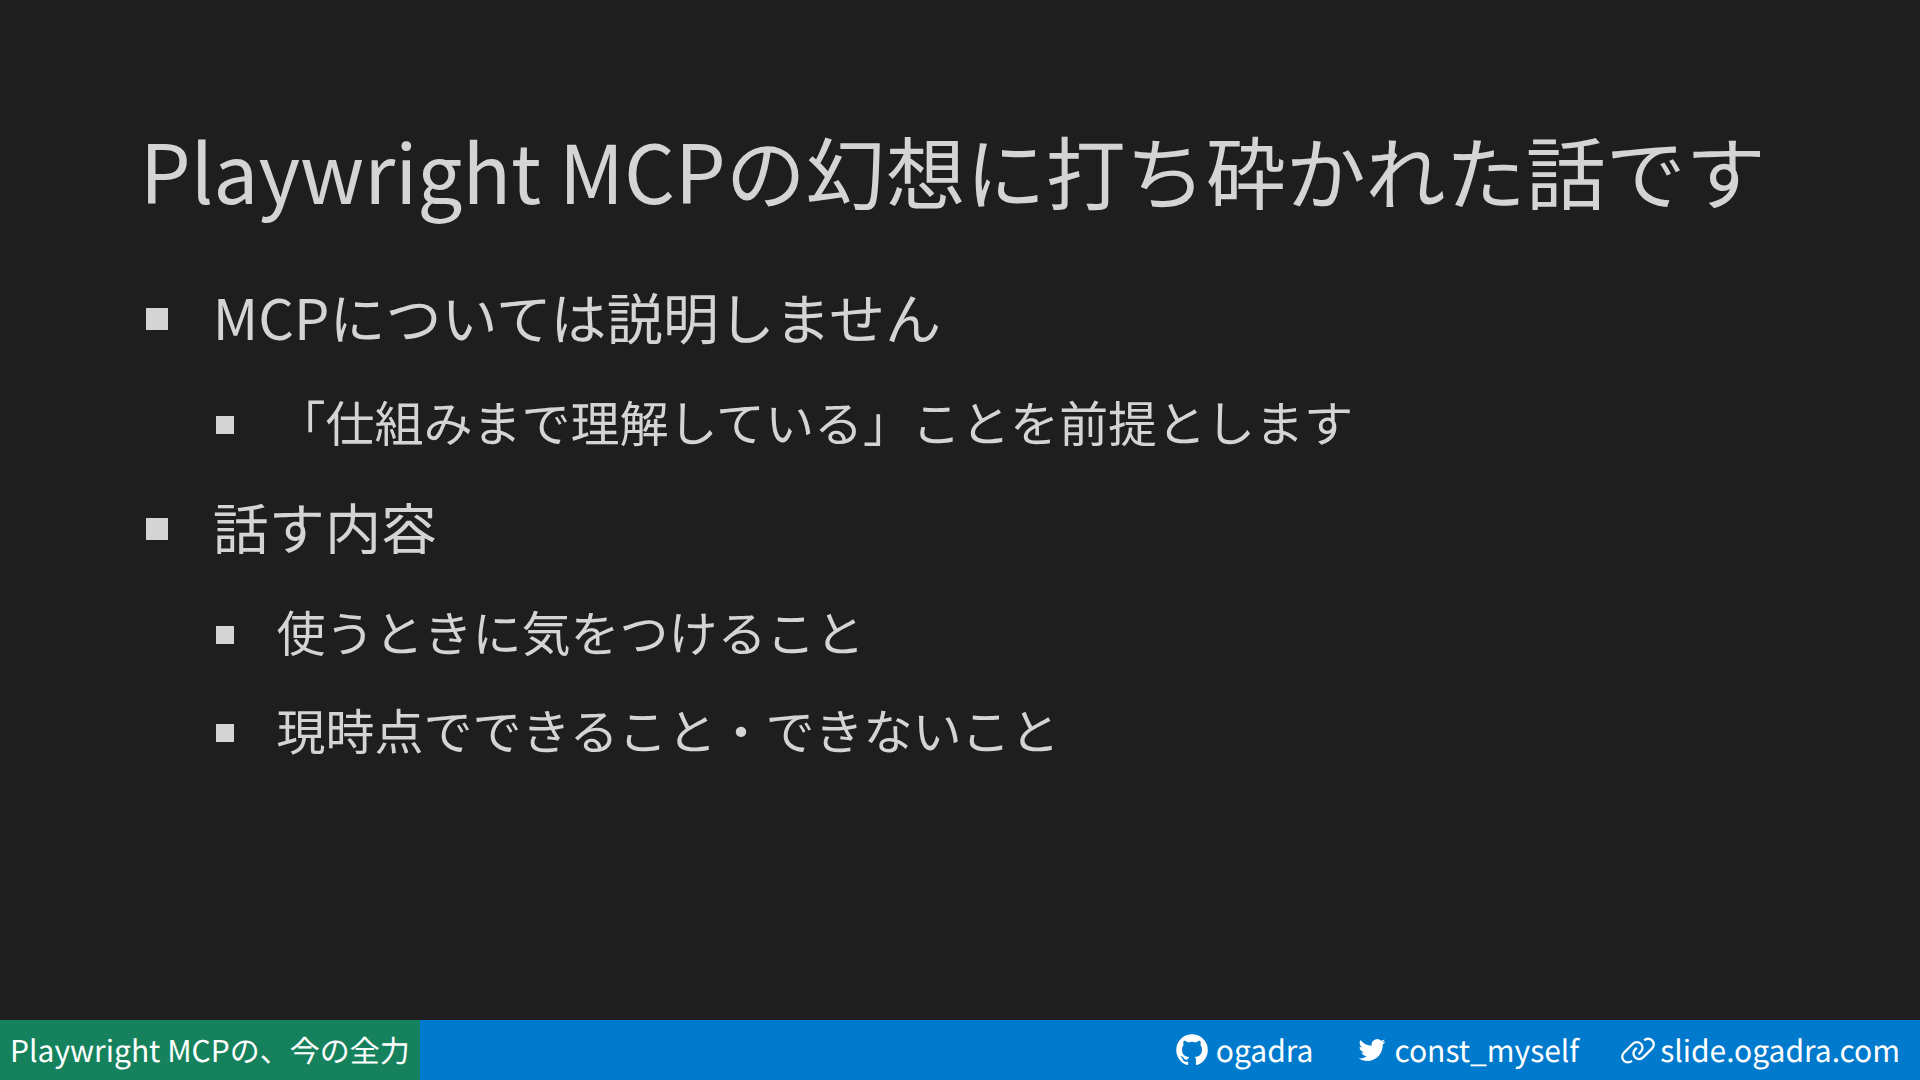 Playwright MCPの幻想に打ち砕かれた話です
MCPについては説明しません
「仕組みまで理解している」ことを前提とします
話す内容
使うときに気をつけること
現時点でできること・できないこと
Playwright MCPの、今の全力
ogadra
const_myself
slide.ogadra.com